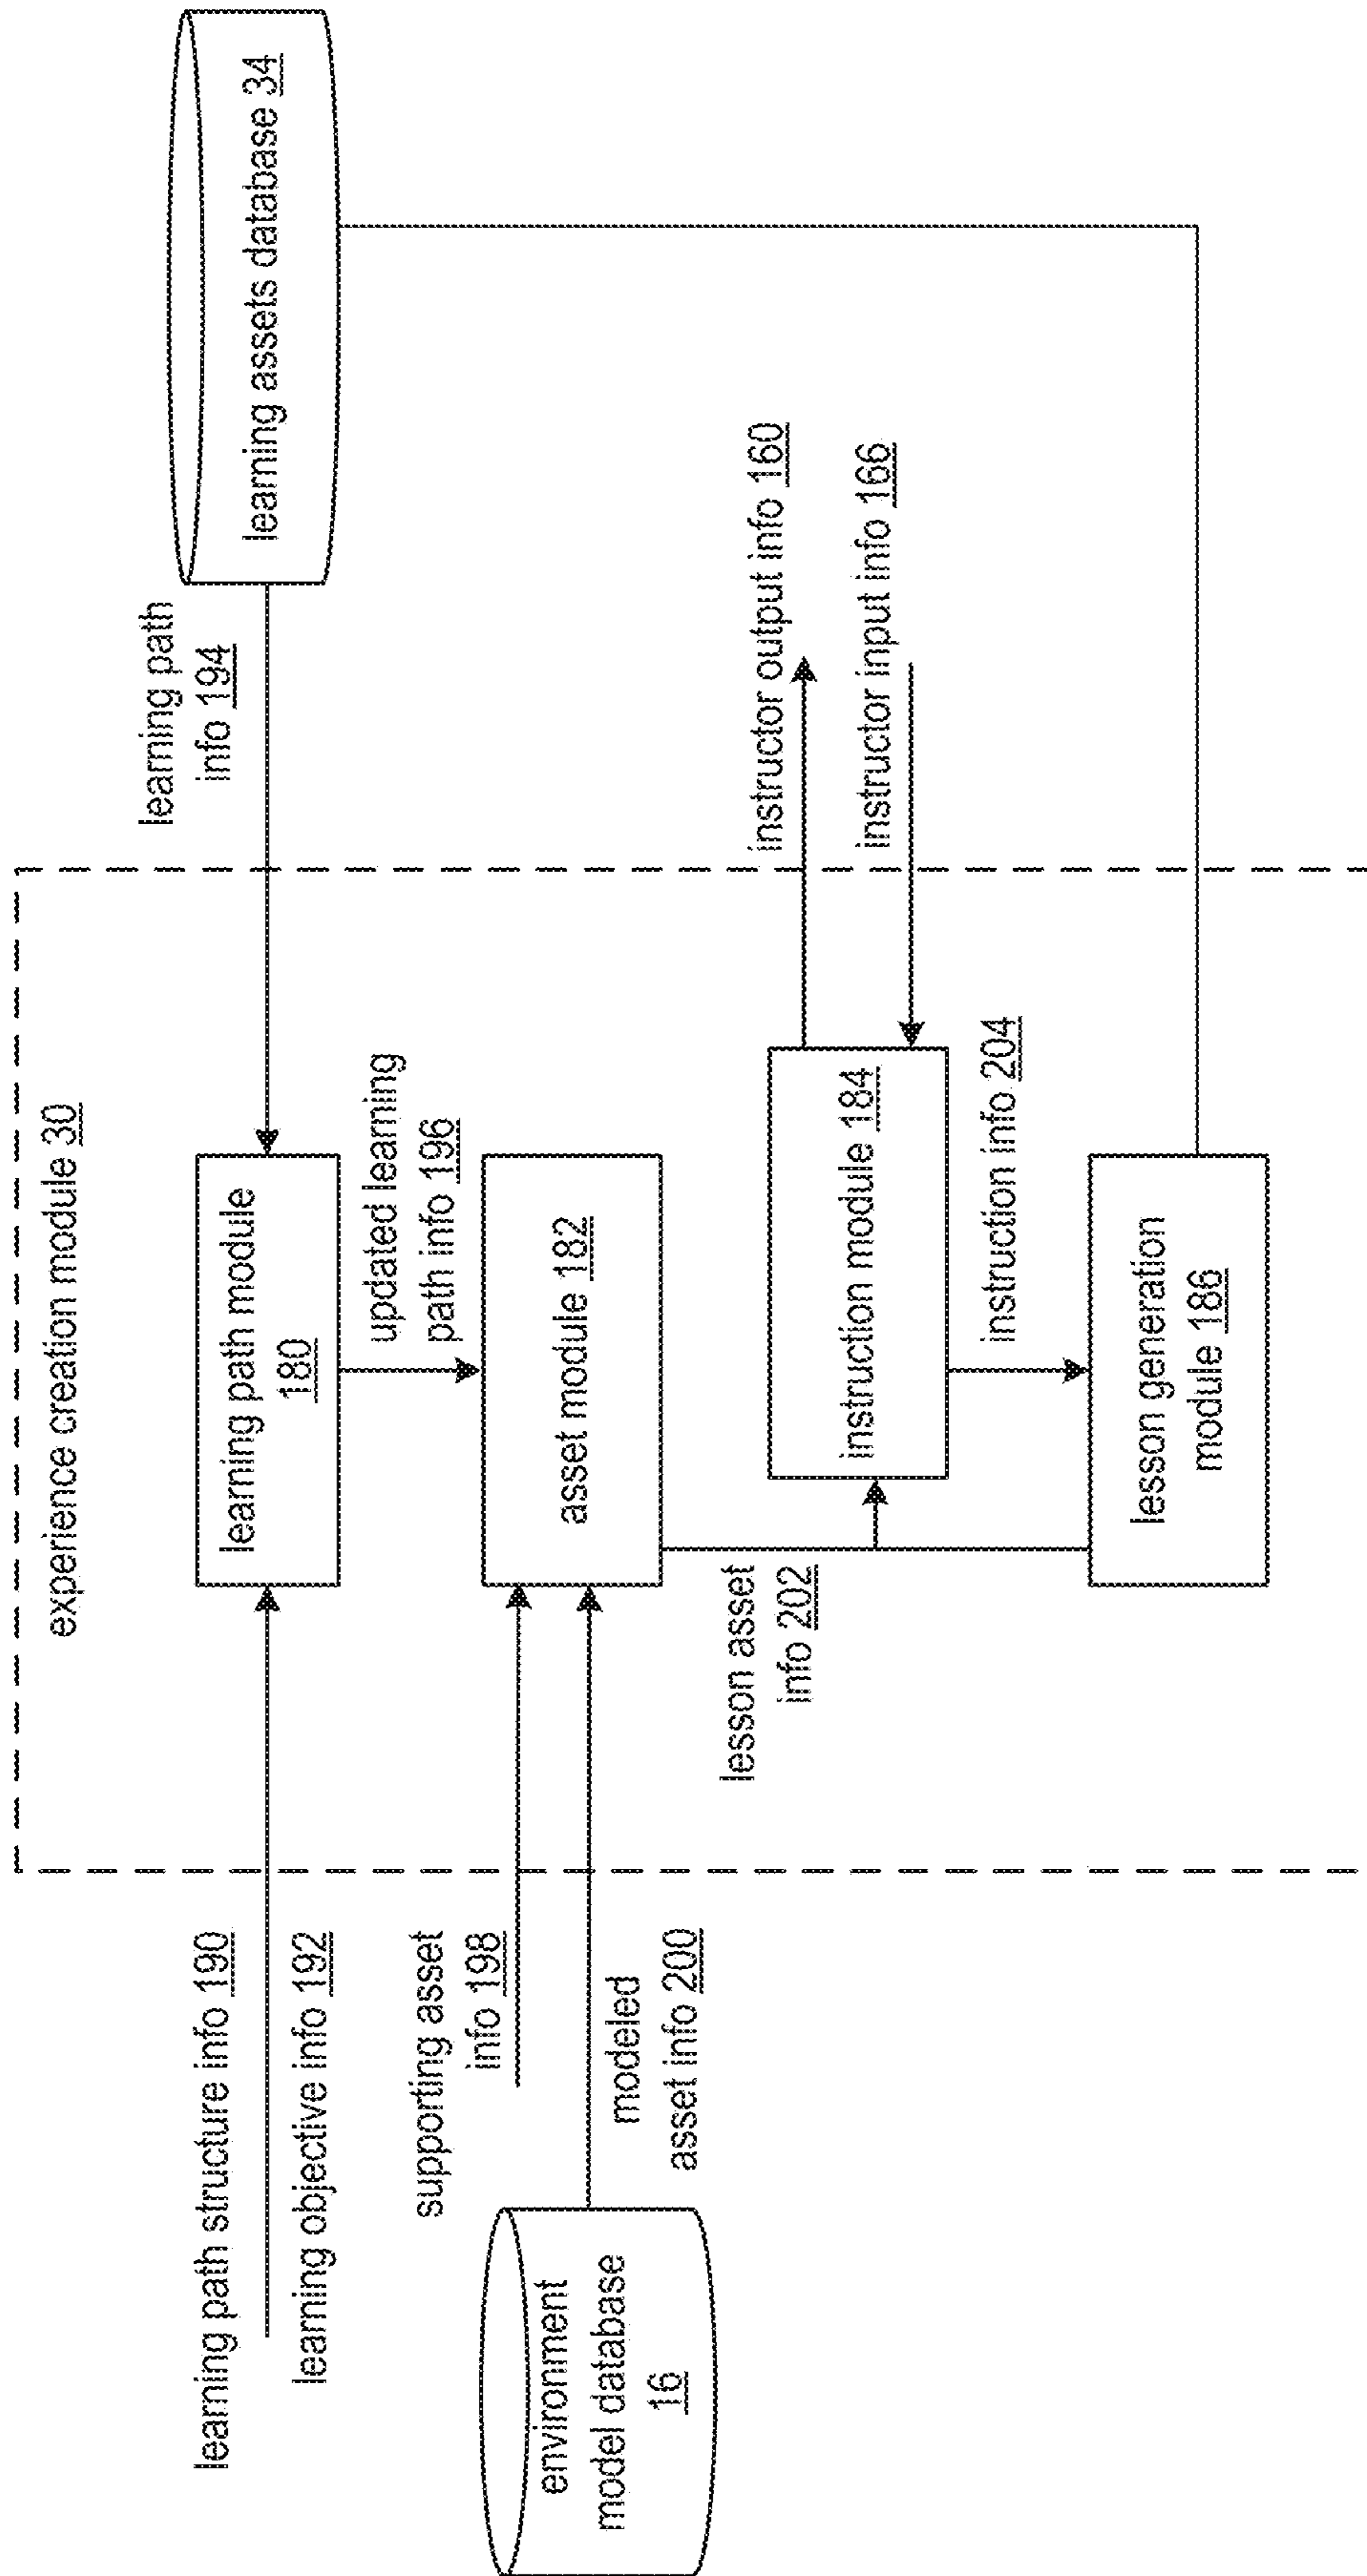 experience creation module 30
learning path structure info 190
learning objective info 192
learning path module
180
learning path
info 194
learning assets database 34
updated learning
path info 196
supporting asset
info 198
asset module 182
environment
model database
16
modeled
asset info 200
lesson asset
info 202
instruction module 184
instructor output info 160
instructor input info 166
instruction info 204
lesson generation
module 186